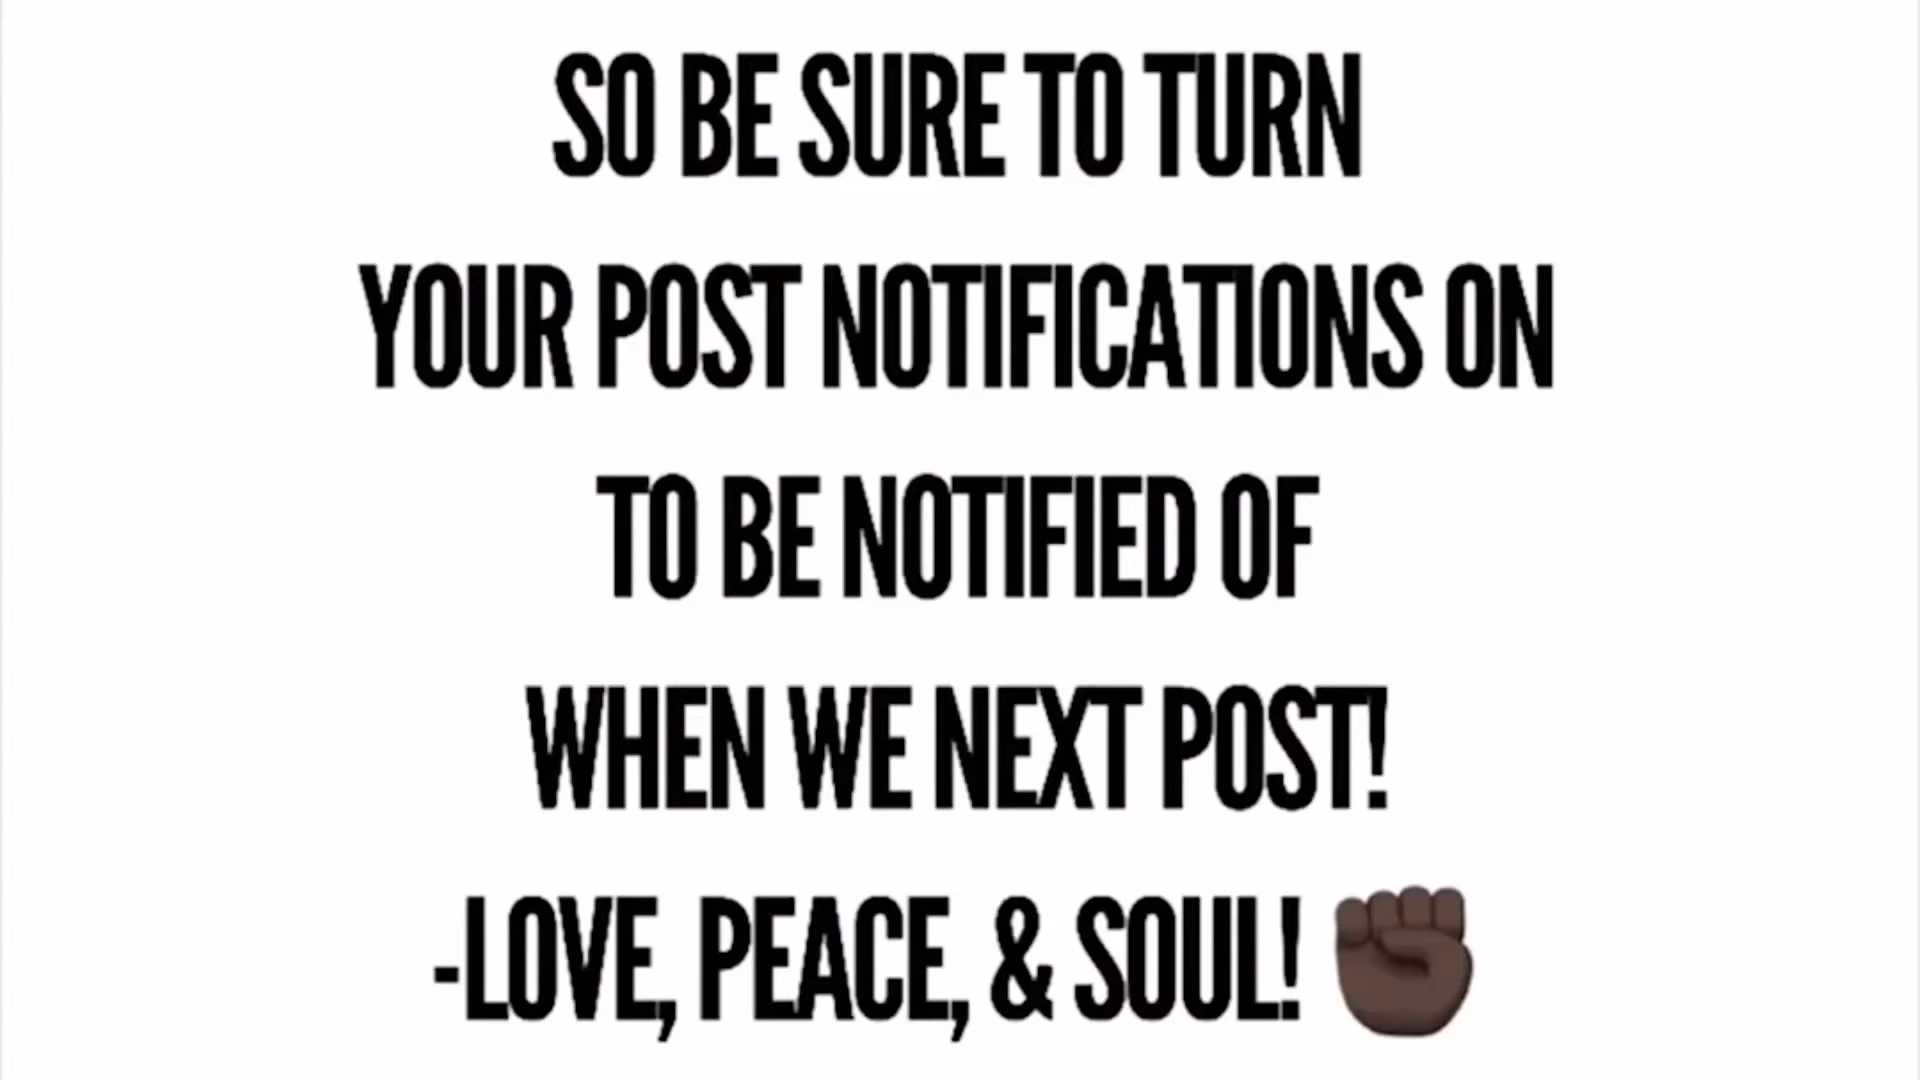 SO BE SURE TO TURN
YOUR POST NOTIFICATIONS ON
TO BE NOTIFIED OF
WHEN WE NEXT POST!
-LOVE, PEACE, & SOUL! ✊🏿